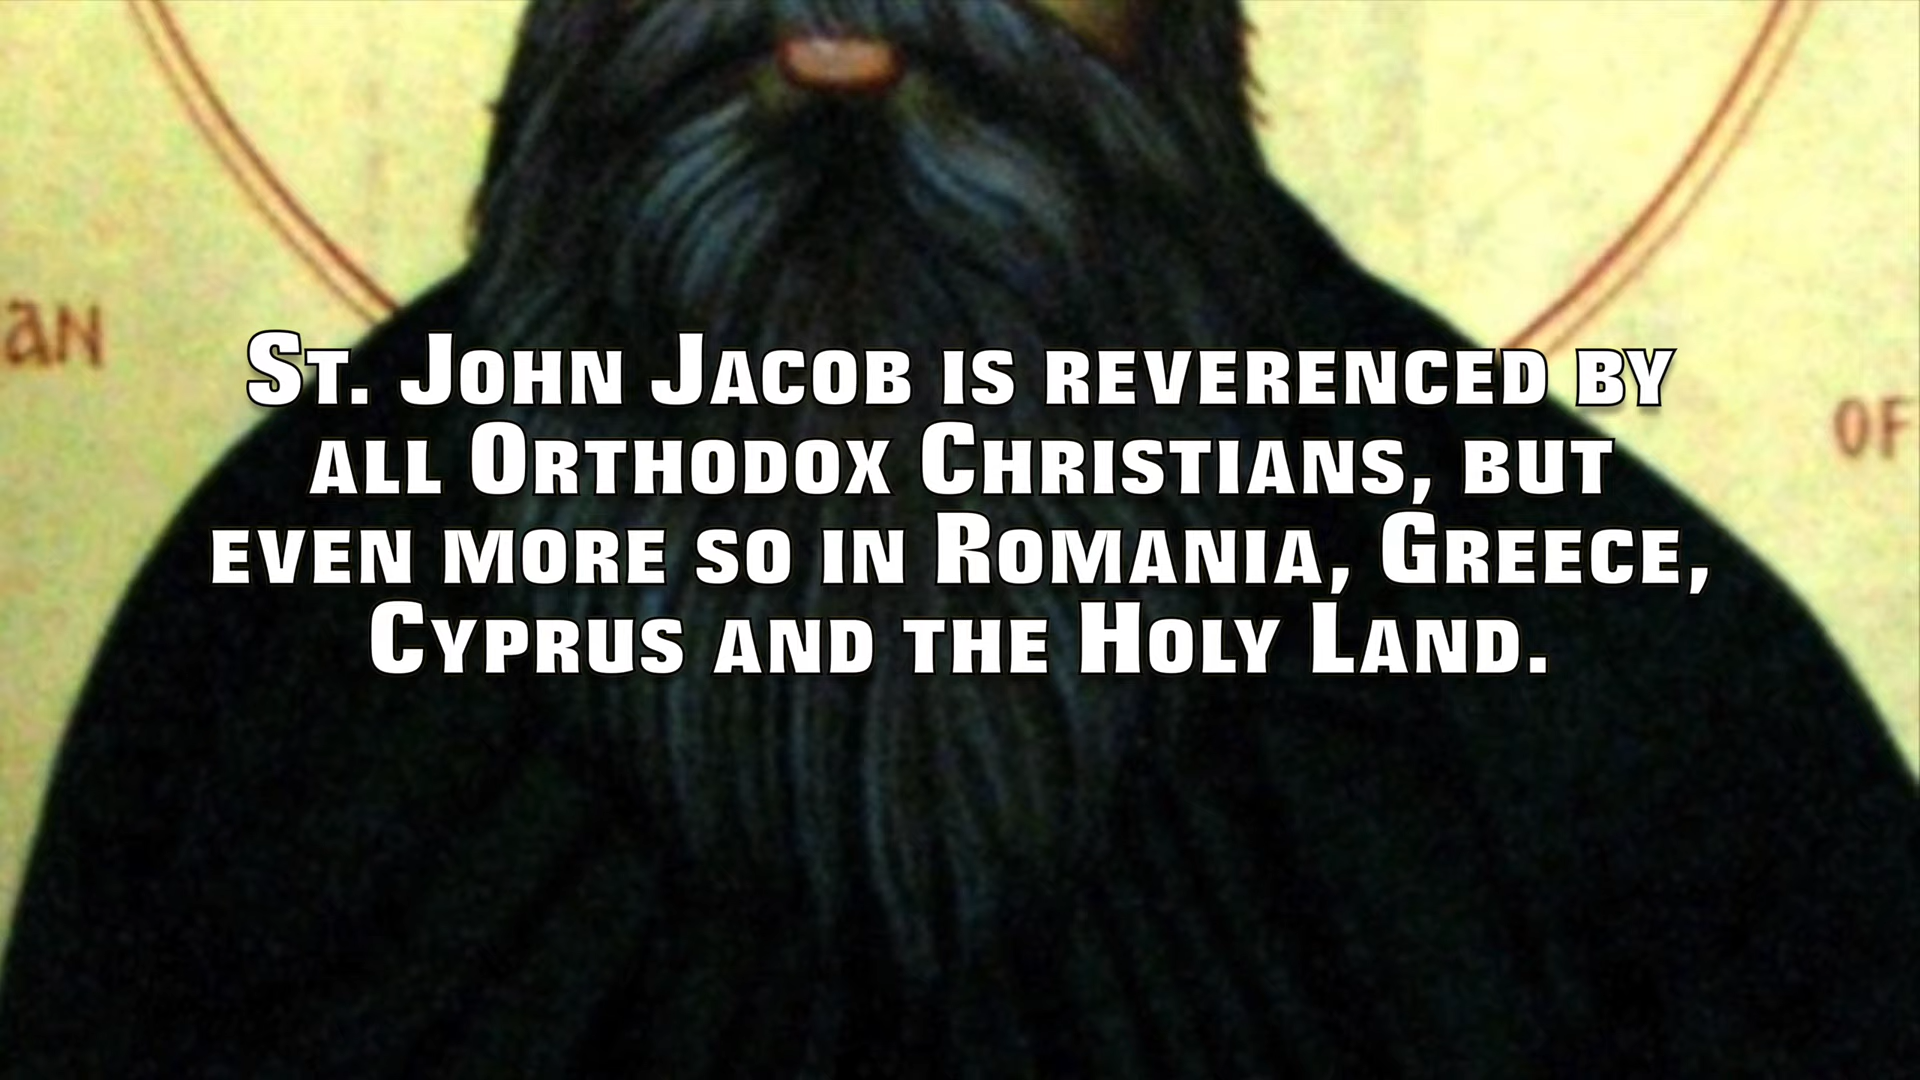 an
OF
St. John Jacob is reverenced by
all Orthodox Christians, but
even more so in Romania, Greece,
Cyprus and the Holy Land.